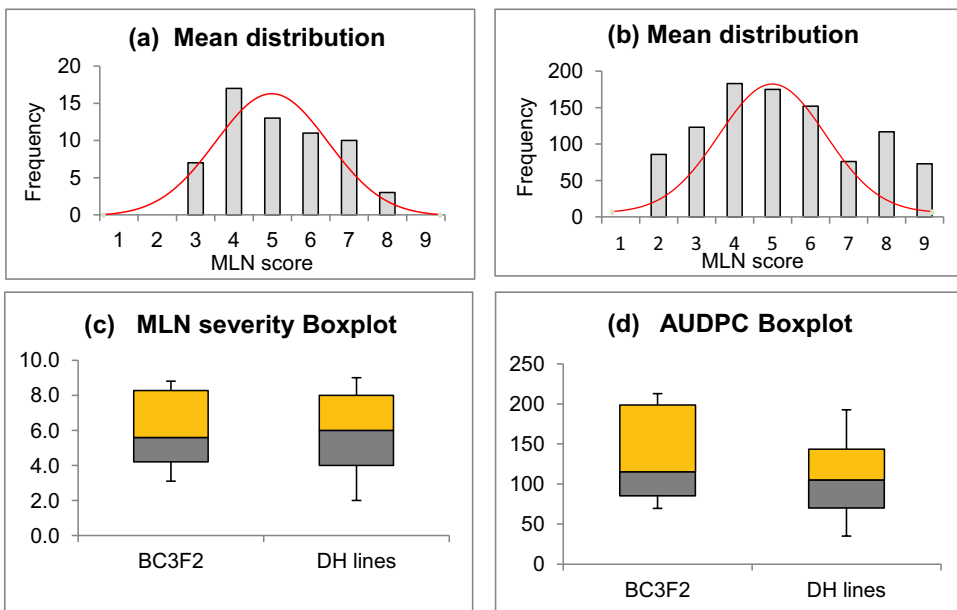 (a) Mean distribution
Frequency
20
15
10
5
0
1 2 3 4 5 6 7 8 9
MLN score
(b) Mean distribution
Frequency
200
150
100
50
0
1 2 3 4 5 6 7 8 9
MLN score
(c) MLN severity Boxplot
10.0
8.0
6.0
4.0
2.0
0.0
BC3F2 DH lines
(d) AUDPC Boxplot
250
200
150
100
50
0
BC3F2 DH lines